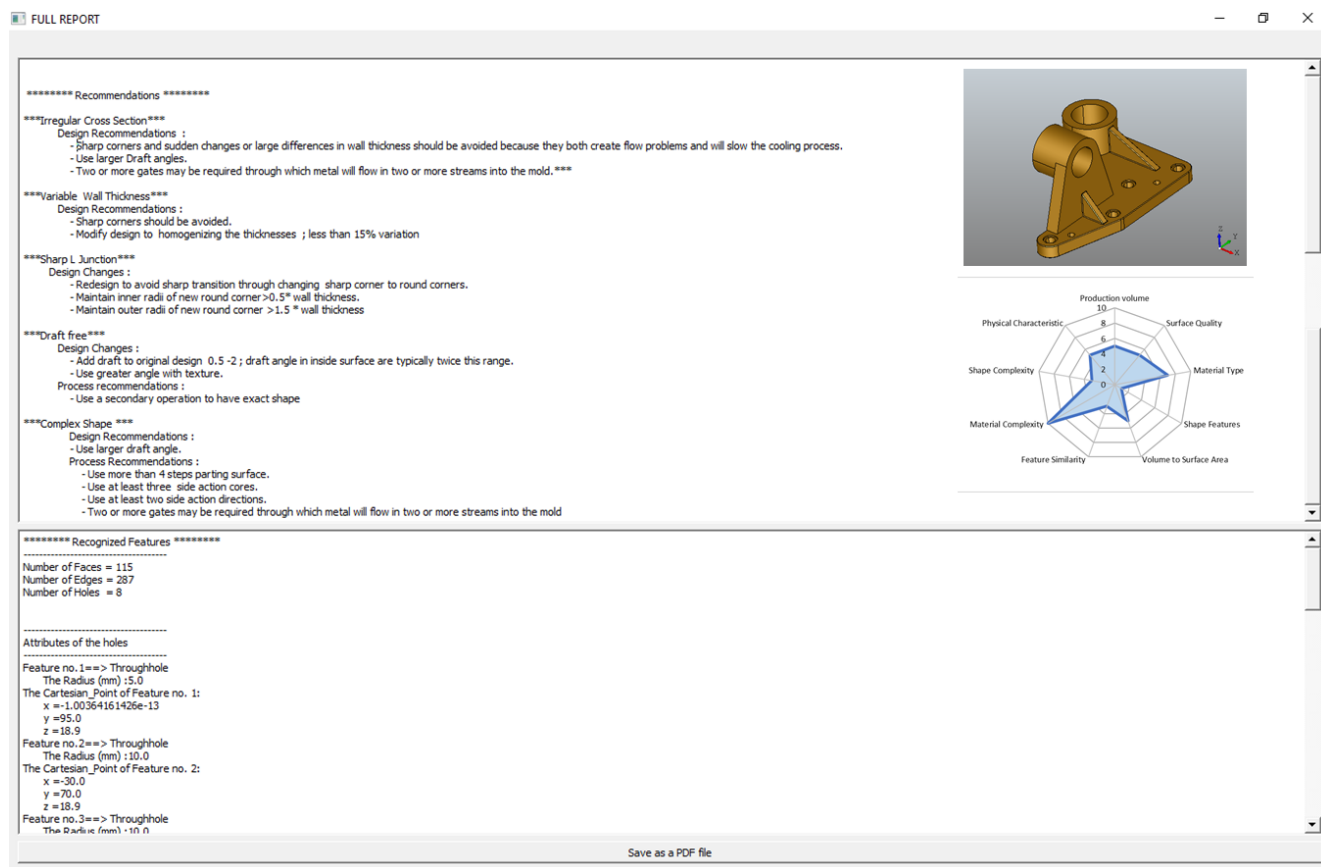 FULL REPORT
******** Recommendations ********
***Irregular Cross Section***
Design Recommendations :
- Sharp corners and sudden changes or large differences in wall thickness should be avoided because they both create flow problems and will slow the cooling process.
- Use larger Draft angles.
- Two or more gates may be required through which metal will flow in two or more streams into the mold.***
***Variable Wall Thickness***
Design Recommendations :
- Sharp corners should be avoided.
- Modify design to homogenizing the thicknesses ; less than 15% variation
***Sharp L Junction***
Design Changes :
- Redesign to avoid sharp transition through changing sharp corner to round corners.
- Maintain inner radii of new round corner>0.5* wall thickness.
- Maintain outer radii of new round corner >1.5 * wall thickness
***Draft free***
Design Changes :
- Add draft to original design 0.5 -2 ; draft angle in inside surface are typically twice this range.
- Use greater angle with texture.
Process recommendations :
- Use a secondary operation to have exact shape
***Complex Shape ***
Design Recommendations :
- Use larger draft angle.
Process Recommendations :
- Use more than 4 steps parting surface.
- Use at least three side action cores.
- Use at least two side action directions.
- Two or more gates may be required through which metal will flow in two or more streams into the mold
Z
Y
X
Production volume
10
Physical Characteristic
8
Surface Quality
6
4
Shape Complexity
2
Material Type
0
Material Complexity
Shape Features
Feature Similarity
Volume to Surface Area
******** Recognized Features ********
-------------------------------------
Number of Faces = 115
Number of Edges = 287
Number of Holes = 8
-------------------------------------
Attributes of the holes
-------------------------------------
Feature no.1==> Throughhole
The Radius (mm) :5.0
The Cartesian_Point of Feature no. 1:
x =-1.00364161426e-13
y =95.0
z =18.9
Feature no.2==> Throughhole
The Radius (mm) :10.0
The Cartesian_Point of Feature no. 2:
x =-30.0
y =70.0
z =18.9
Feature no.3==> Throughhole
The Radius (mm) :10.0
Save as a PDF file